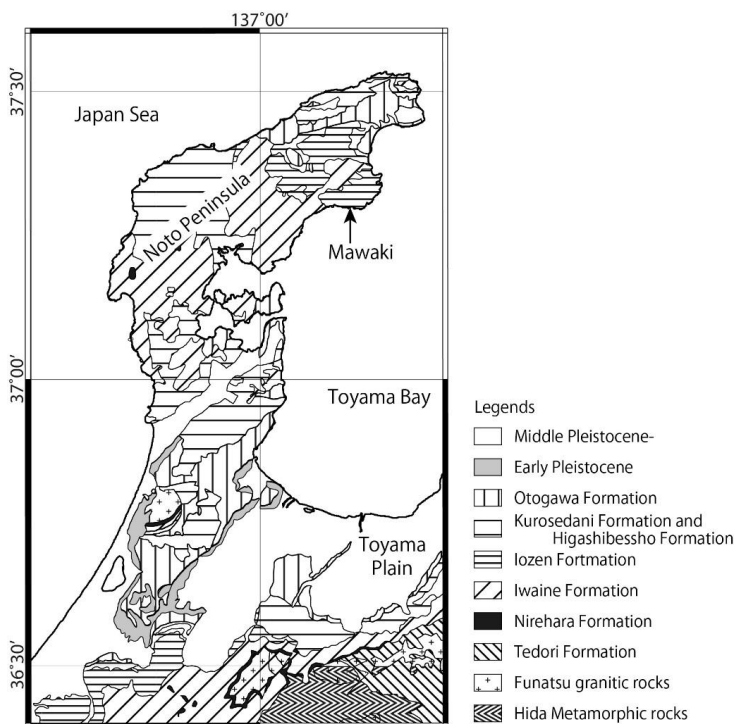 137°00′
37°30′
Japan Sea
Noto Peninsula
Mawaki
37°00′
Toyama Bay
Toyama
Plain
36°30′
Legends
Middle Pleistocene-
Early Pleistocene
Otogawa Formation
Kurosedani Formation and
Higashibessho Formation
Iozen Fortmation
Iwaine Formation
Nirehara Formation
Tedori Formation
Funatsu granitic rocks
Hida Metamorphic rocks